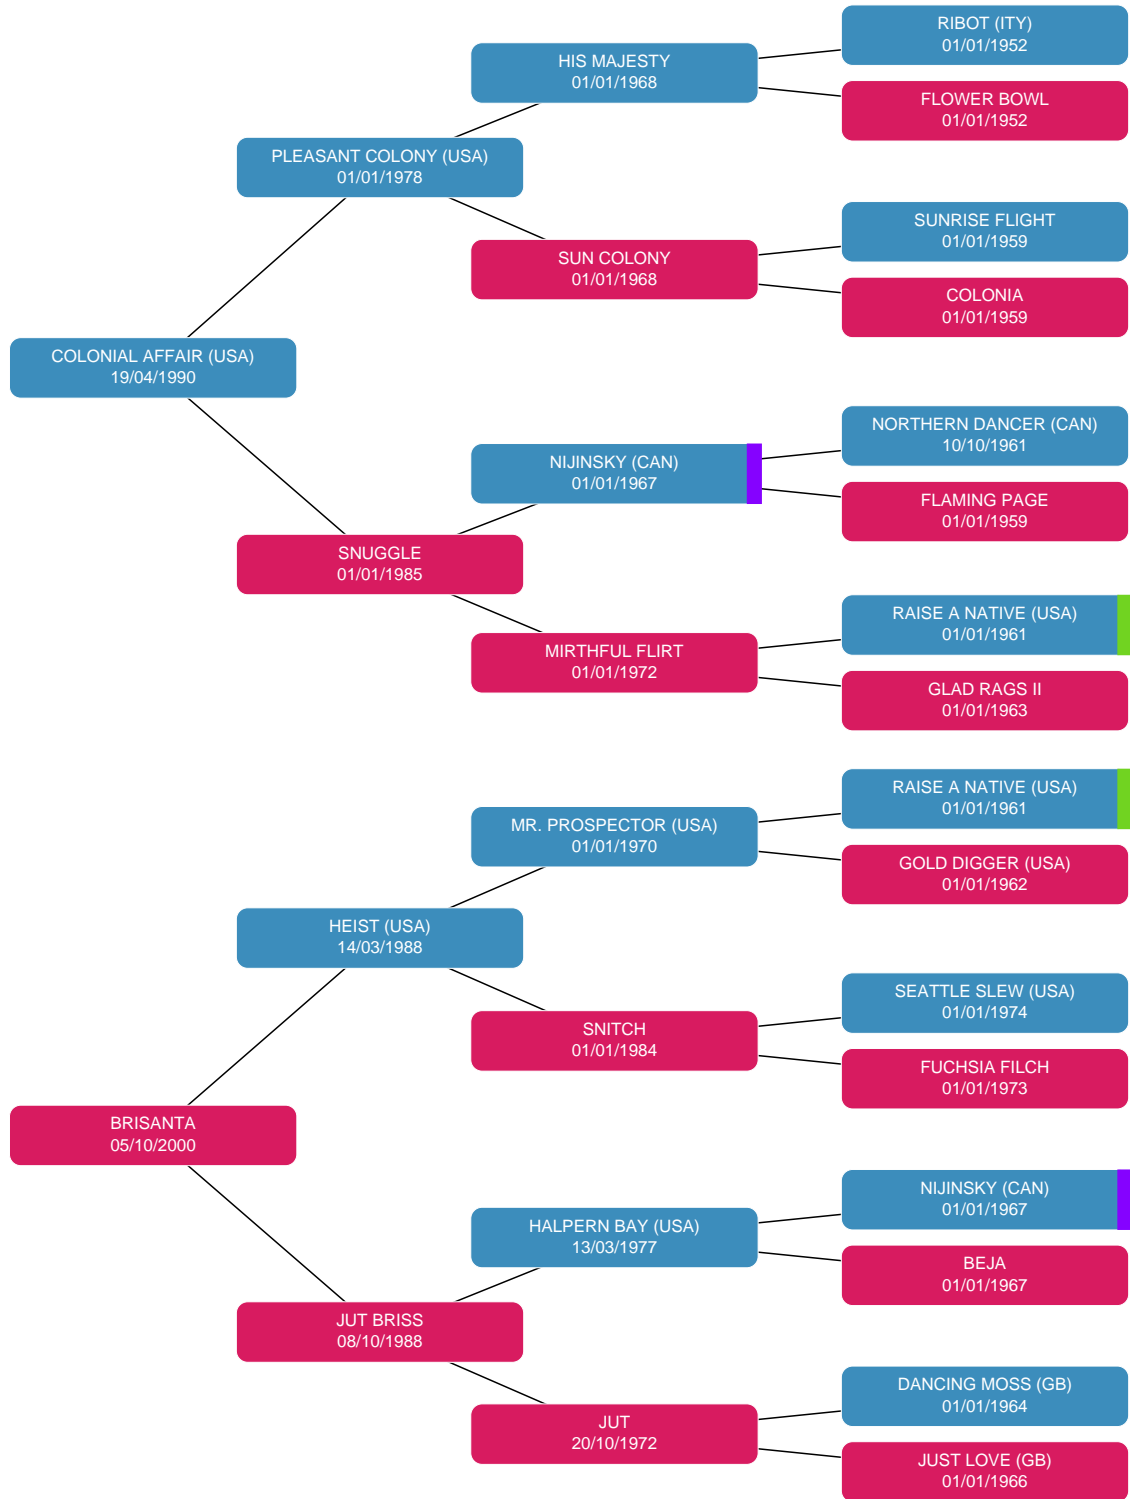 RIBOT (ITY)
01/01/1952
HIS MAJESTY
01/01/1968
FLOWER BOWL
01/01/1952
PLEASANT COLONY (USA)
01/01/1978
SUNRISE FLIGHT
01/01/1959
SUN COLONY
01/01/1968
COLONIA
01/01/1959
COLONIAL AFFAIR (USA)
19/04/1990
NORTHERN DANCER (CAN)
10/10/1961
NIJINSKY (CAN)
01/01/1967
FLAMING PAGE
01/01/1959
SNUGGLE
01/01/1985
RAISE A NATIVE (USA)
01/01/1961
MIRTHFUL FLIRT
01/01/1972
GLAD RAGS II
01/01/1963
RAISE A NATIVE (USA)
01/01/1961
MR. PROSPECTOR (USA)
01/01/1970
GOLD DIGGER (USA)
01/01/1962
HEIST (USA)
14/03/1988
SEATTLE SLEW (USA)
01/01/1974
SNITCH
01/01/1984
FUCHSIA FILCH
01/01/1973
BRISANTA
05/10/2000
NIJINSKY (CAN)
01/01/1967
HALPERN BAY (USA)
13/03/1977
BEJA
01/01/1967
JUT BRISS
08/10/1988
DANCING MOSS (GB)
01/01/1964
JUT
20/10/1972
JUST LOVE (GB)
01/01/1966